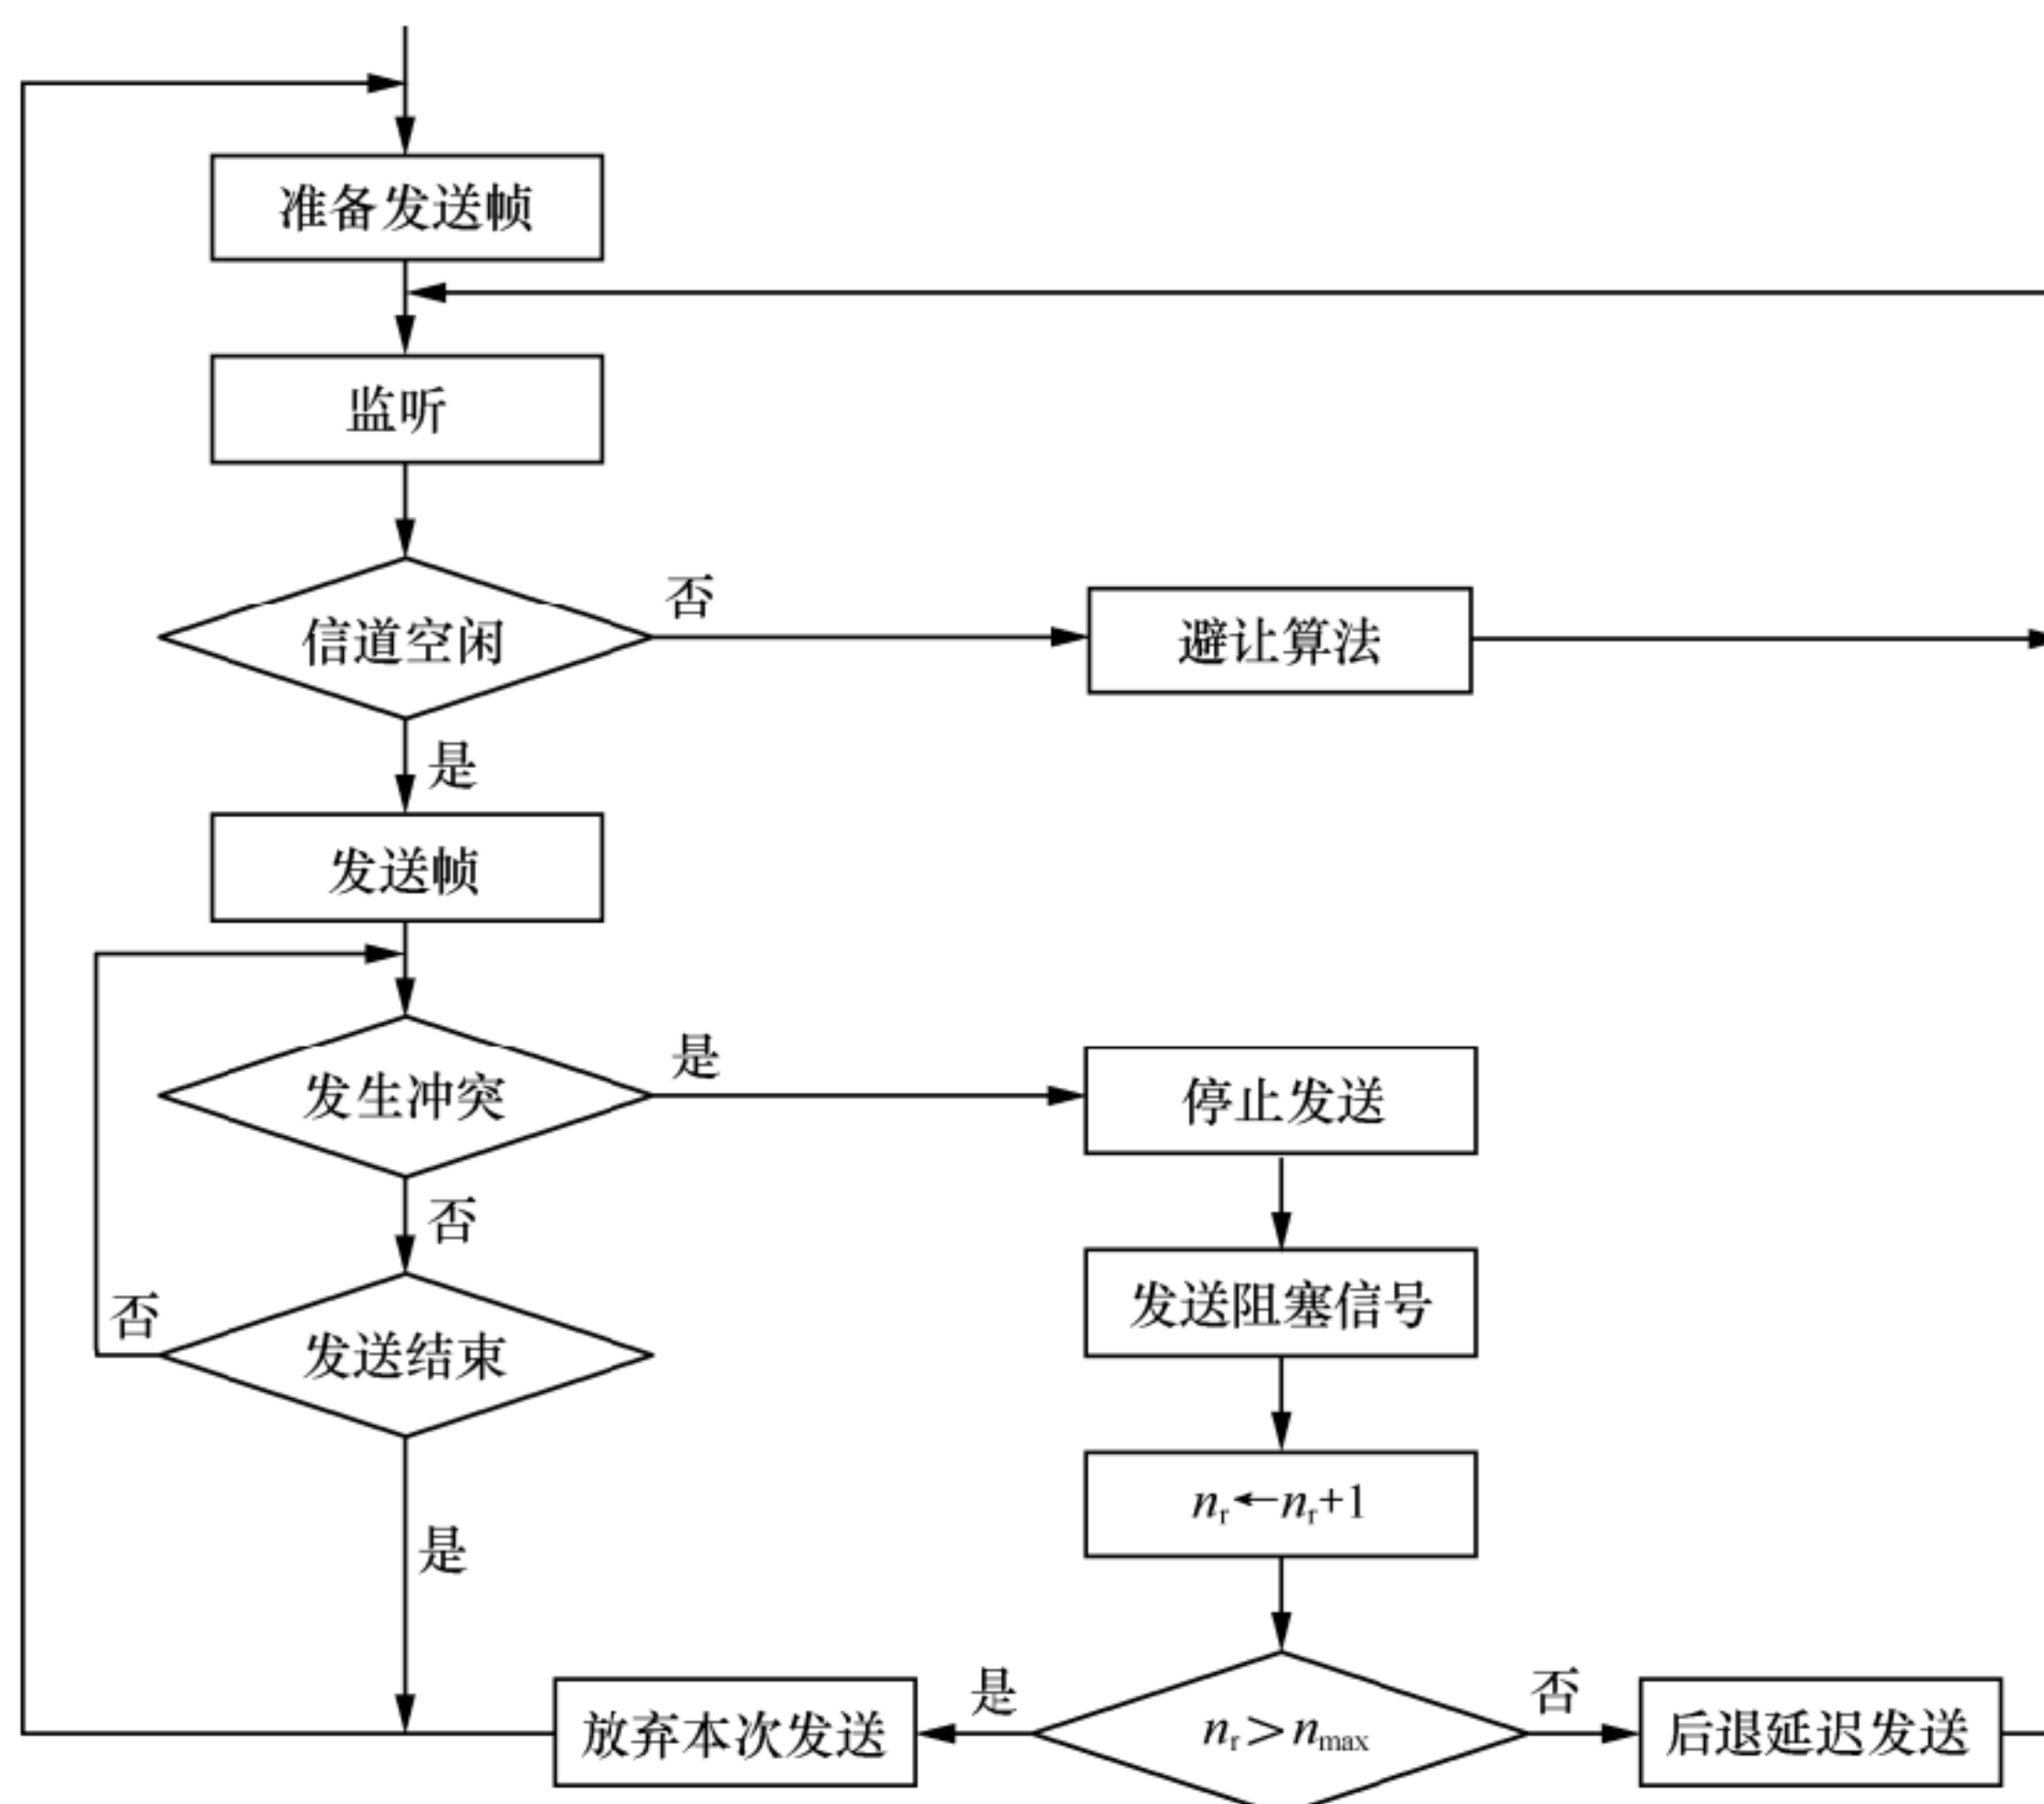 准备发送帧
监听
信道空闲
否
避让算法
是
发送帧
发生冲突
是
停止发送
否
发送阻塞信号
否
发送结束
nr←nr+1
是
放弃本次发送
是
nr>nmax
否
后退延迟发送